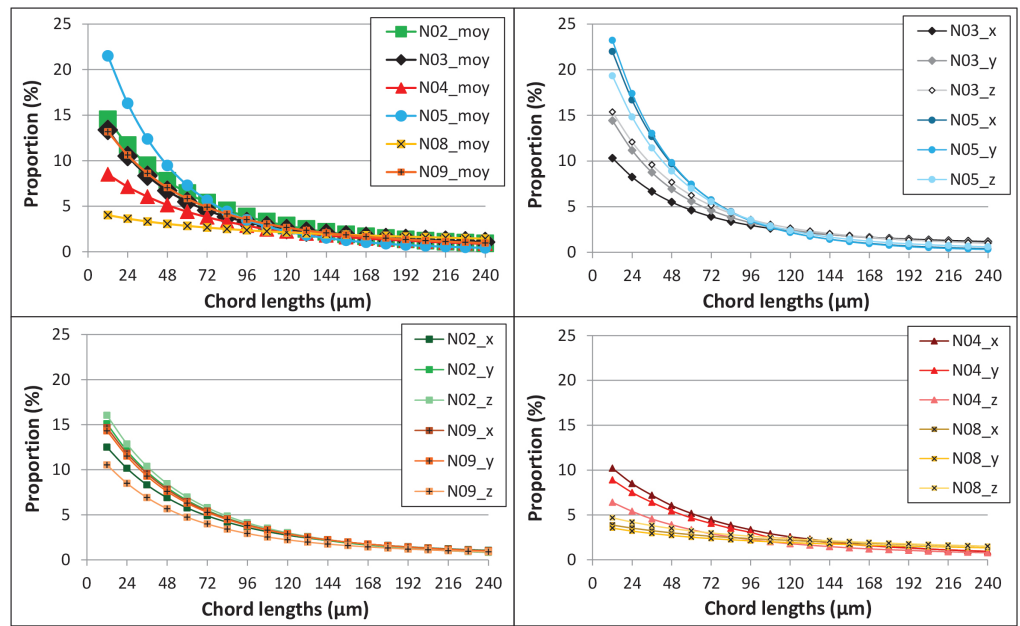 25
20
15
10
5
0
Proportion (%)
0 24 48 72 96 120 144 168 192 216 240
Chord lengths (µm)
N02_moy
N03_moy
N04_moy
N05_moy
N08_moy
N09_moy
25
20
15
10
5
0
Proportion (%)
0 24 48 72 96 120 144 168 192 216 240
Chord lengths (µm)
N03_x
N03_y
N03_z
N05_x
N05_y
N05_z
25
20
15
10
5
0
Proportion (%)
0 24 48 72 96 120 144 168 192 216 240
Chord lengths (µm)
N02_x
N02_y
N02_z
N09_x
N09_y
N09_z
25
20
15
10
5
0
Proportion (%)
0 24 48 72 96 120 144 168 192 216 240
Chord lengths (µm)
N04_x
N04_y
N04_z
N08_x
N08_y
N08_z